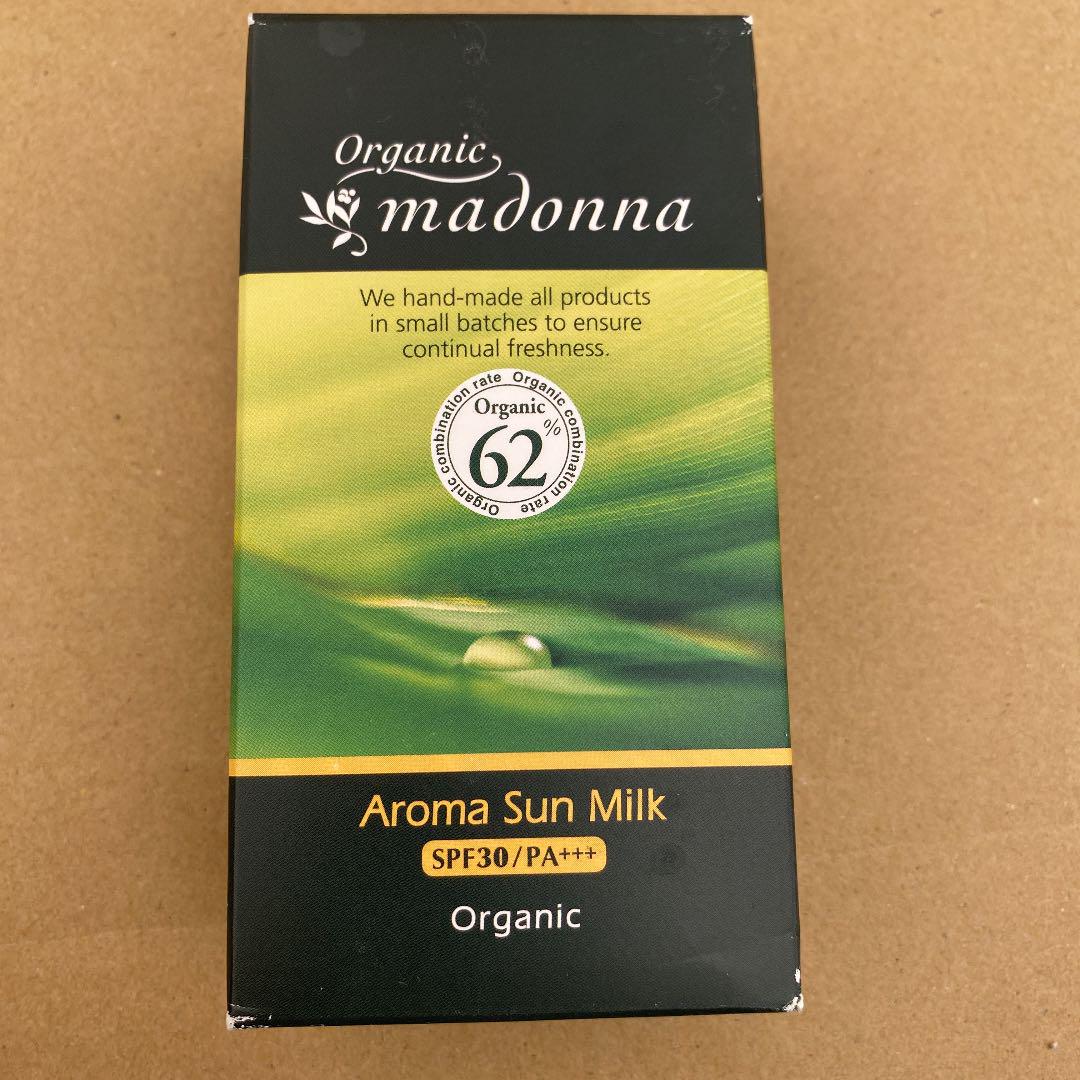 Organic
madonna
We hand-made all products
in small batches to ensure
continual freshness.
Organic combination rate Organic combination rate
Organic
62%
Aroma Sun Milk
SPF30/PA+++
Organic